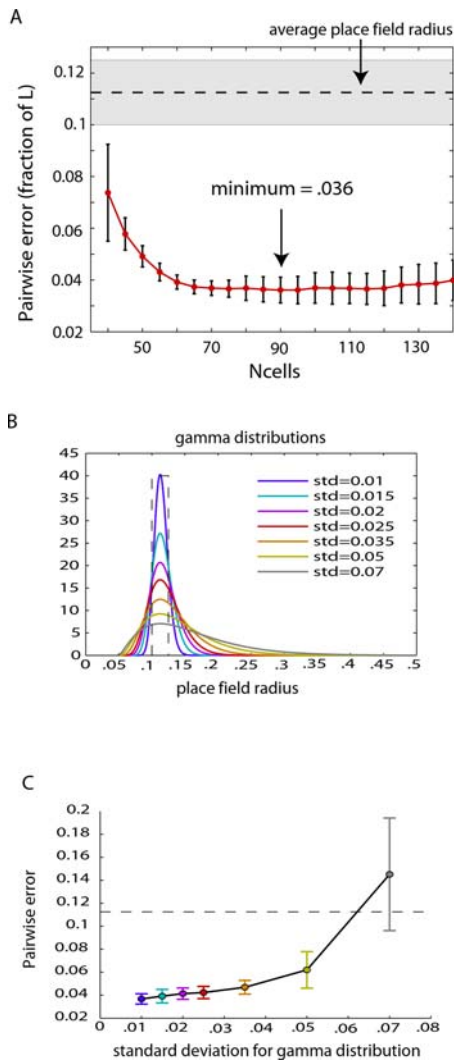 A
average place field radius
0.12
0.1
0.08
0.06
0.04
0.02
Pairwise error (fraction of L)
minimum = .036
50 70 90 110 130
Ncells
B
gamma distributions
45
40
35
30
25
20
15
10
5
0
std=0.01
std=0.015
std=0.02
std=0.025
std=0.035
std=0.05
std=0.07
0 .05 .1 .15 .2 .25 .3 .35 .4 .45 .5
place field radius
C
0.2
0.18
0.16
0.14
0.12
0.1
0.08
0.06
0.04
0.02
Pairwise error
0 .01 .02 .03 .04 .05 .06 .07 .08
standard deviation for gamma distribution